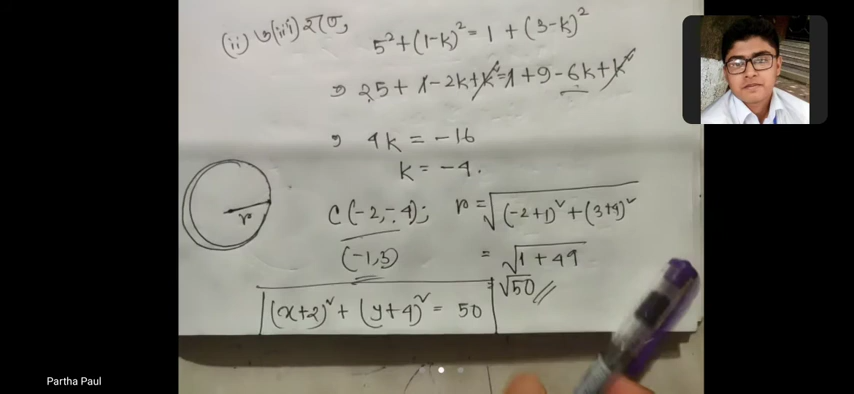 (ii) ও (iii) হতে,
5² + (1-k)² = 1 + (3-k)²
⇒ 25 + 1 - 2k + k² = 1 + 9 - 6k + k²
⇒ 4k = -16
k = -4.
r
C(-2, -4); r = √(-2+1)² + (3+4)²
(-1,3) = √1 + 49
= √50 //
(x+2)² + (y+4)² = 50
Partha Paul